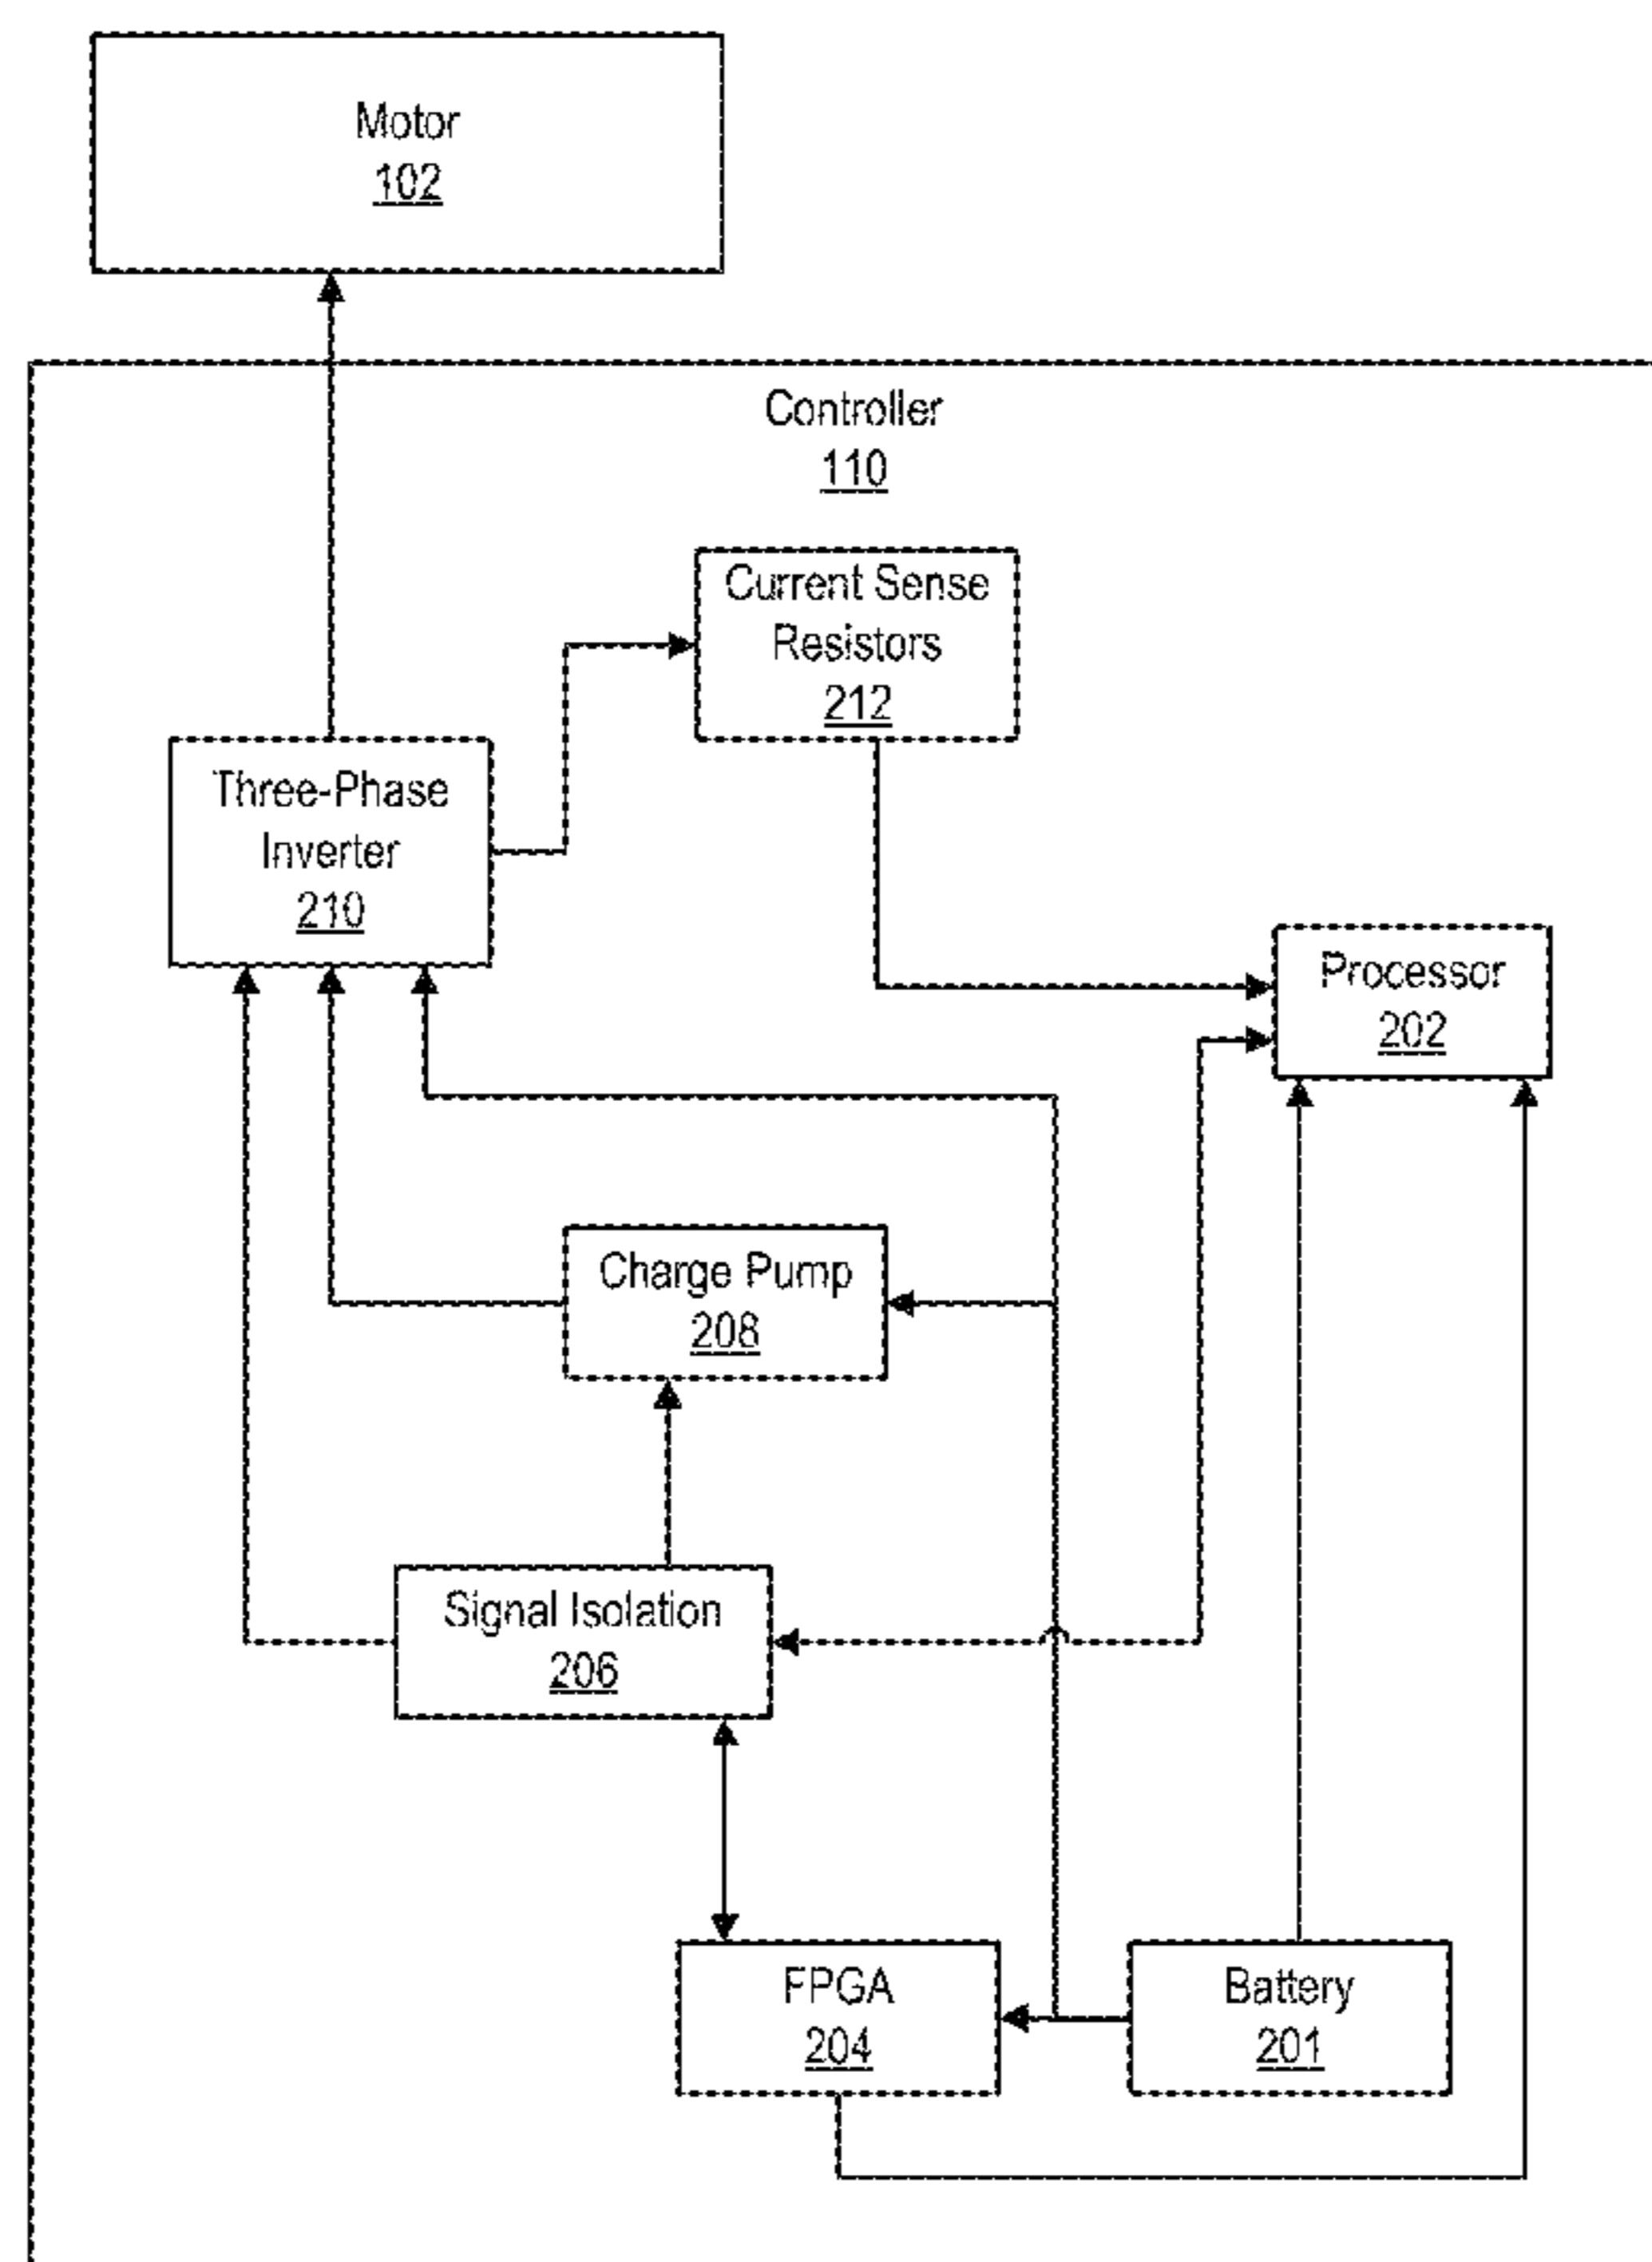 Motor
102
Controller
110
Current Sense
Resistors
212
Three-Phase
Inverter
210
Processor
202
Charge Pump
208
Signal Isolation
206
FPGA
204
Battery
201